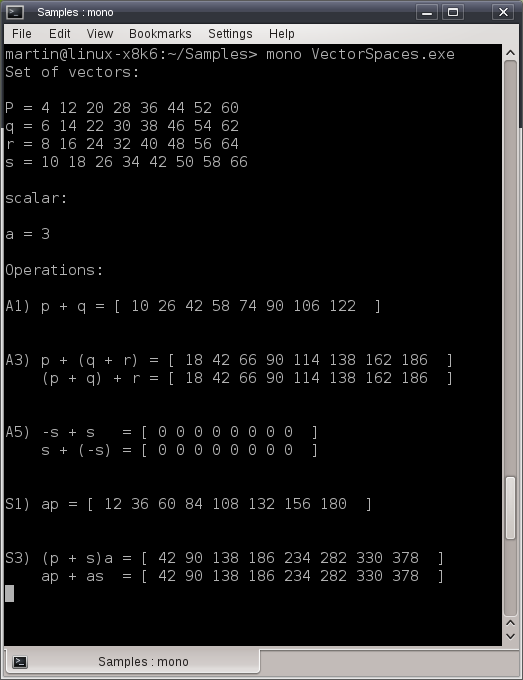 Samples : mono
File Edit View Bookmarks Settings Help
martin@linux-x8k6:~/Samples> mono VectorSpaces.exe
Set of vectors:
P = 4 12 20 28 36 44 52 60
q = 6 14 22 30 38 46 54 62
r = 8 16 24 32 40 48 56 64
s = 10 18 26 34 42 50 58 66
scalar:
a = 3
Operations:
A1) p + q = [ 10 26 42 58 74 90 106 122  ]
A3) p + (q + r) = [ 18 42 66 90 114 138 162 186  ]
    (p + q) + r = [ 18 42 66 90 114 138 162 186  ]
A5) -s + s   = [ 0 0 0 0 0 0 0 0  ]
    s + (-s) = [ 0 0 0 0 0 0 0 0  ]
S1) ap = [ 12 36 60 84 108 132 156 180  ]
S3) (p + s)a = [ 42 90 138 186 234 282 330 378  ]
    ap + as  = [ 42 90 138 186 234 282 330 378  ]
Samples : mono